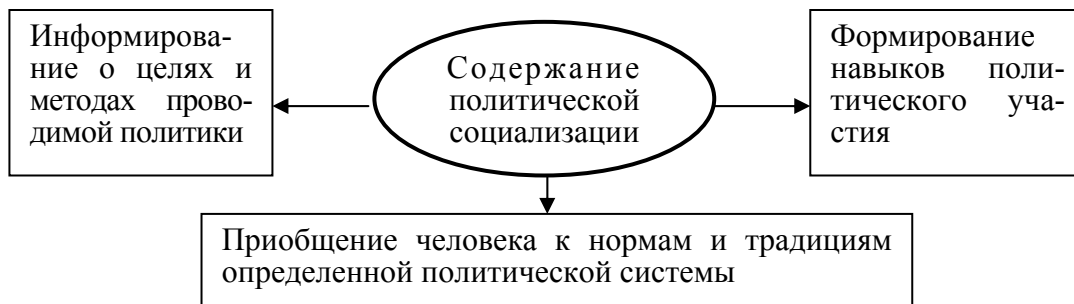 Информирова-
ние о целях и
методах прово-
димой политики
Содержание
политической
социализации
Формирование
навыков поли-
тического уча-
стия
Приобщение человека к нормам и традициям
определенной политической системы